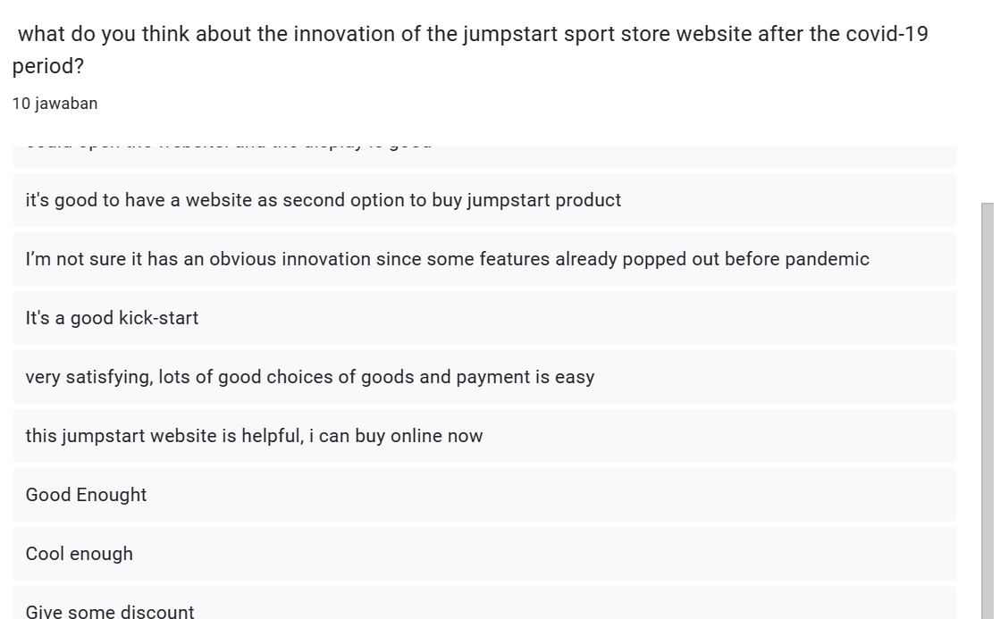 what do you think about the innovation of the jumpstart sport store website after the covid-19
period?
10 jawaban
the display is good
it's good to have a website as second option to buy jumpstart product
I’m not sure it has an obvious innovation since some features already popped out before pandemic
It's a good kick-start
very satisfying, lots of good choices of goods and payment is easy
this jumpstart website is helpful, i can buy online now
Good Enought
Cool enough
Give some discount